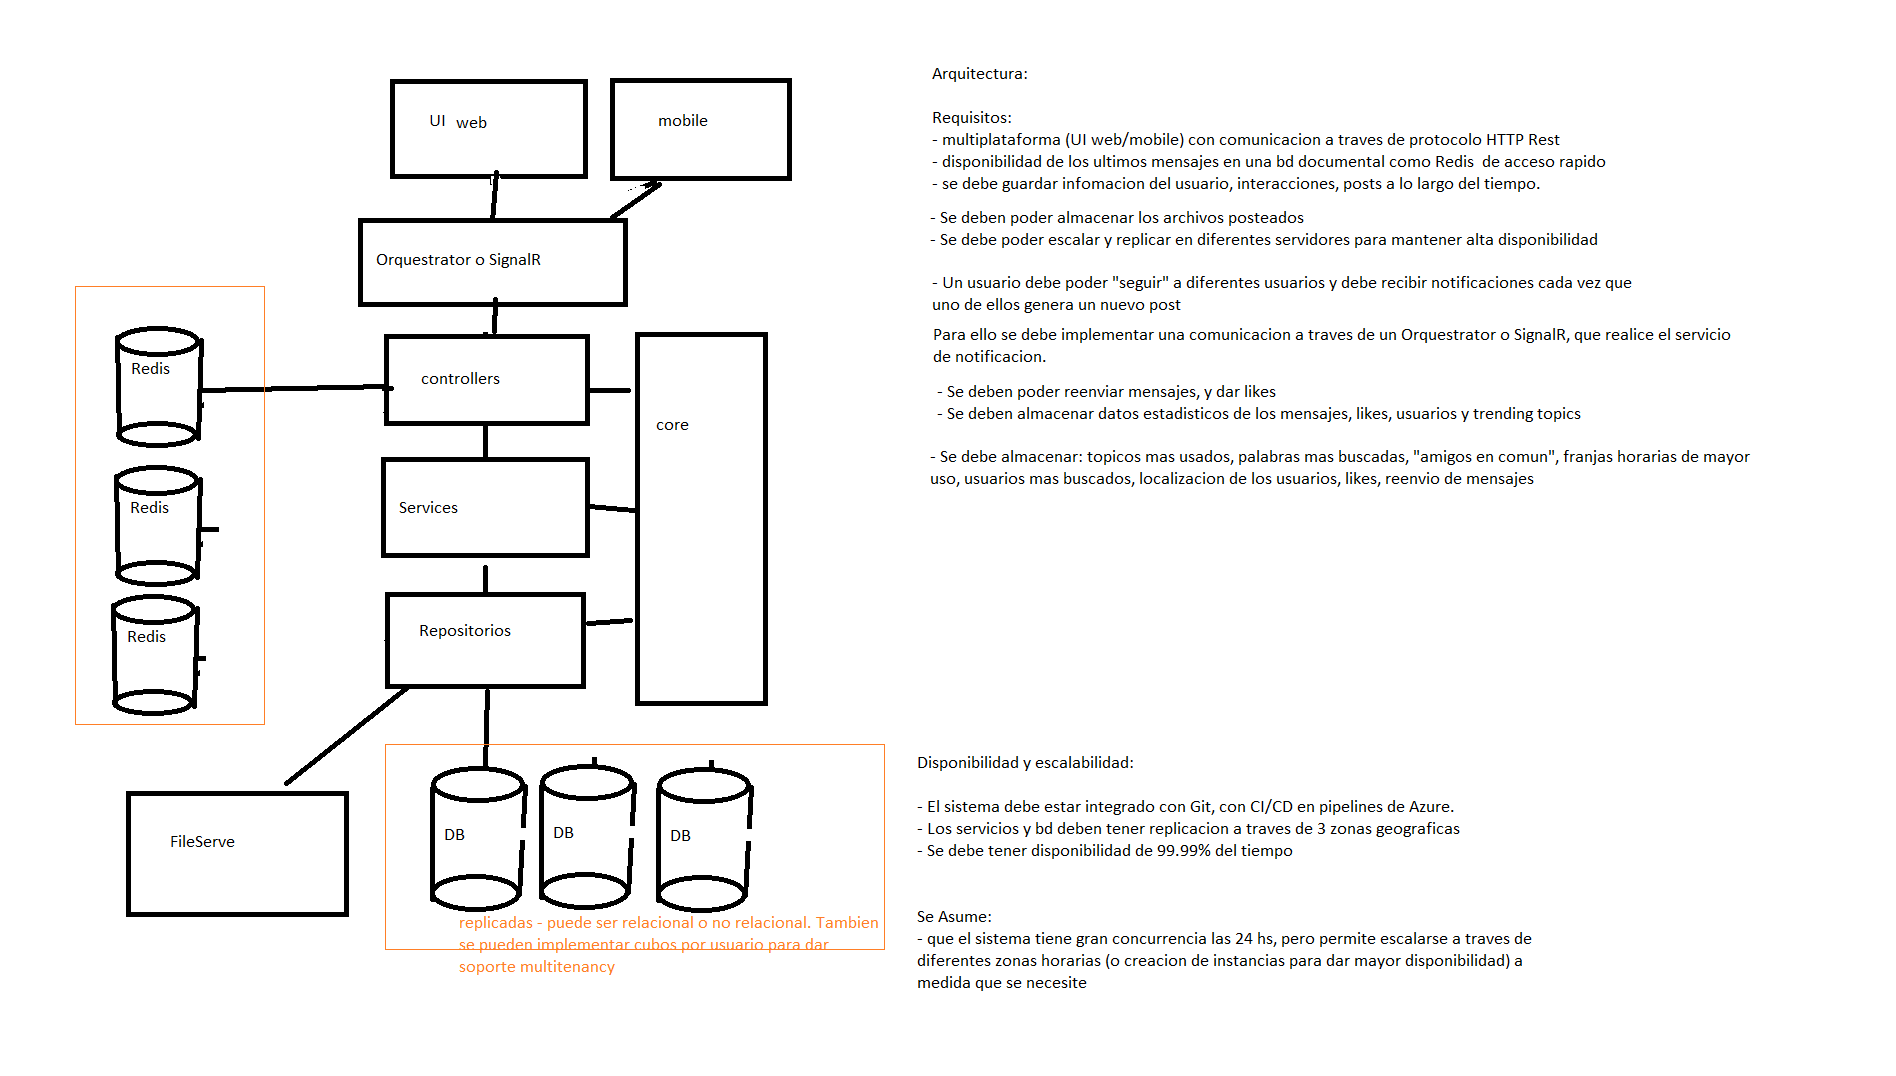 UI web
mobile
Orquestrator o SignalR
Redis
controllers
core
Redis
Services
Redis
Repositorios
FileServe
DB
DB
DB
replicadas - puede ser relacional o no relacional. Tambien
se pueden implementar cubos por usuario para dar
soporte multitenancy
Arquitectura:
Requisitos:
- multiplataforma (UI web/mobile) con comunicacion a traves de protocolo HTTP Rest
- disponibilidad de los ultimos mensajes en una bd documental como Redis  de acceso rapido
- se debe guardar infomacion del usuario, interacciones, posts a lo largo del tiempo.
- Se deben poder almacenar los archivos posteados
- Se debe poder escalar y replicar en diferentes servidores para mantener alta disponibilidad
- Un usuario debe poder "seguir" a diferentes usuarios y debe recibir notificaciones cada vez que
uno de ellos genera un nuevo post
Para ello se debe implementar una comunicacion a traves de un Orquestrator o SignalR, que realice el servicio
de notificacion.
- Se deben poder reenviar mensajes, y dar likes
- Se deben almacenar datos estadisticos de los mensajes, likes, usuarios y trending topics
- Se debe almacenar: topicos mas usados, palabras mas buscadas, "amigos en comun", franjas horarias de mayor
uso, usuarios mas buscados, localizacion de los usuarios, likes, reenvio de mensajes
Disponibilidad y escalabilidad:
- El sistema debe estar integrado con Git, con CI/CD en pipelines de Azure.
- Los servicios y bd deben tener replicacion a traves de 3 zonas geograficas
- Se debe tener disponibilidad de 99.99% del tiempo
Se Asume:
- que el sistema tiene gran concurrencia las 24 hs, pero permite escalarse a traves de
diferentes zonas horarias (o creacion de instancias para dar mayor disponibilidad) a
medida que se necesite